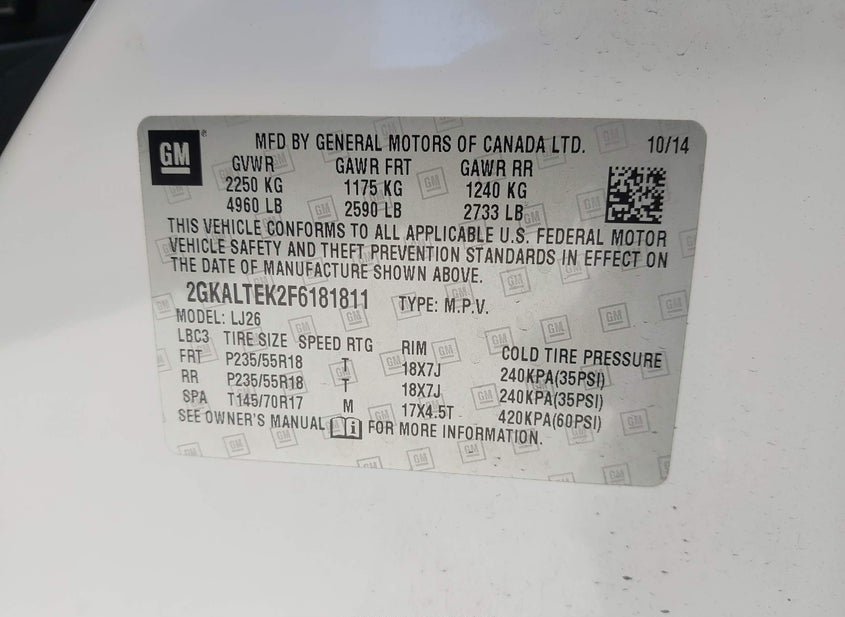 GM ® MFD BY GENERAL MOTORS OF CANADA LTD. 10/14
GVWR GAWR FRT GAWR RR
2250 KG 1175 KG 1240 KG
4960 LB 2590 LB 2733 LB
THIS VEHICLE CONFORMS TO ALL APPLICABLE U.S. FEDERAL MOTOR
VEHICLE SAFETY AND THEFT PREVENTION STANDARDS IN EFFECT ON
THE DATE OF MANUFACTURE SHOWN ABOVE.
2GKALTEK2F6181811 TYPE: M.P.V.
MODEL: LJ26
LBC3 TIRE SIZE SPEED RTG RIM COLD TIRE PRESSURE
FRT P235/55R18 T 18X7J 240KPA(35PSI)
RR P235/55R18 T 18X7J 240KPA(35PSI)
SPA T145/70R17 M 17X4.5T 420KPA(60PSI)
SEE OWNER'S MANUAL i FOR MORE INFORMATION.